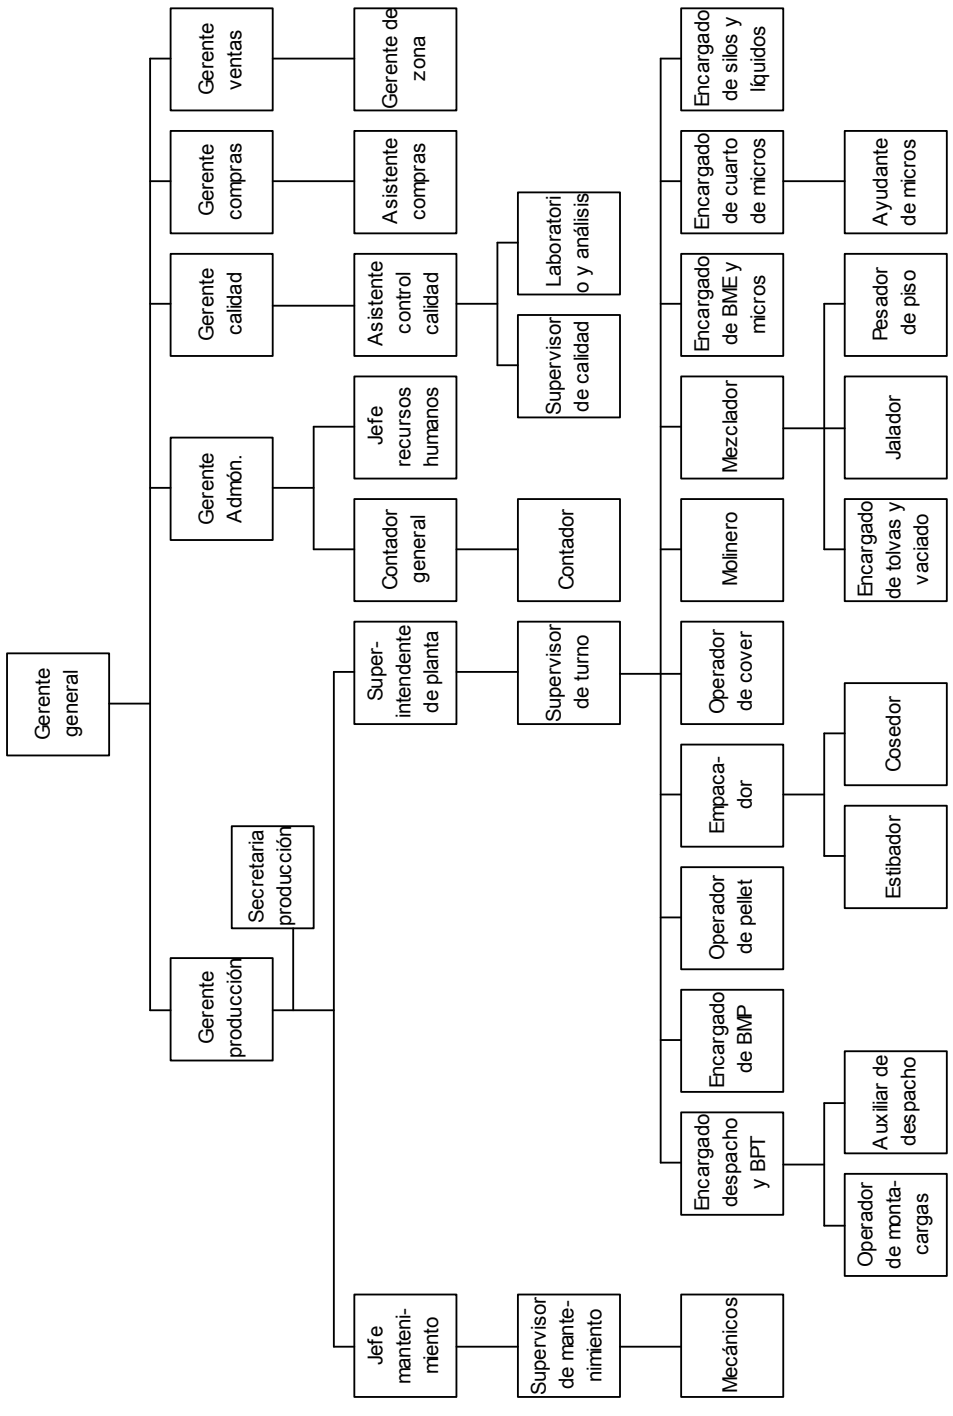 Gerente
general
Gerente
producción
Secretaria
producción
Gerente
Admón.
Gerente
calidad
Gerente
compras
Gerente
ventas
Jefe
manteni-
miento
Super-
intendente
de planta
Contador
general
Jefe
recursos
humanos
Asistente
control
calidad
Asistente
compras
Gerente de
zona
Supervisor
de mante-
nimiento
Supervisor
de turno
Contador
Supervisor
de calidad
Laboratori
o y análisis
Mecánicos
Encargado
despacho
y BPT
Encargado
de BMP
Operador
de pellet
Empaca-
dor
Operador
de cover
Molinero
Mezclador
Encargado
de BME y
micros
Encargado
de cuarto
de micros
Encargado
de silos y
líquidos
Operador
de monta-
cargas
Auxiliar de
despacho
Estibador
Cosedor
Encargado
de tolvas y
vaciado
Jalador
Pesador
de piso
Ayudante
de micros